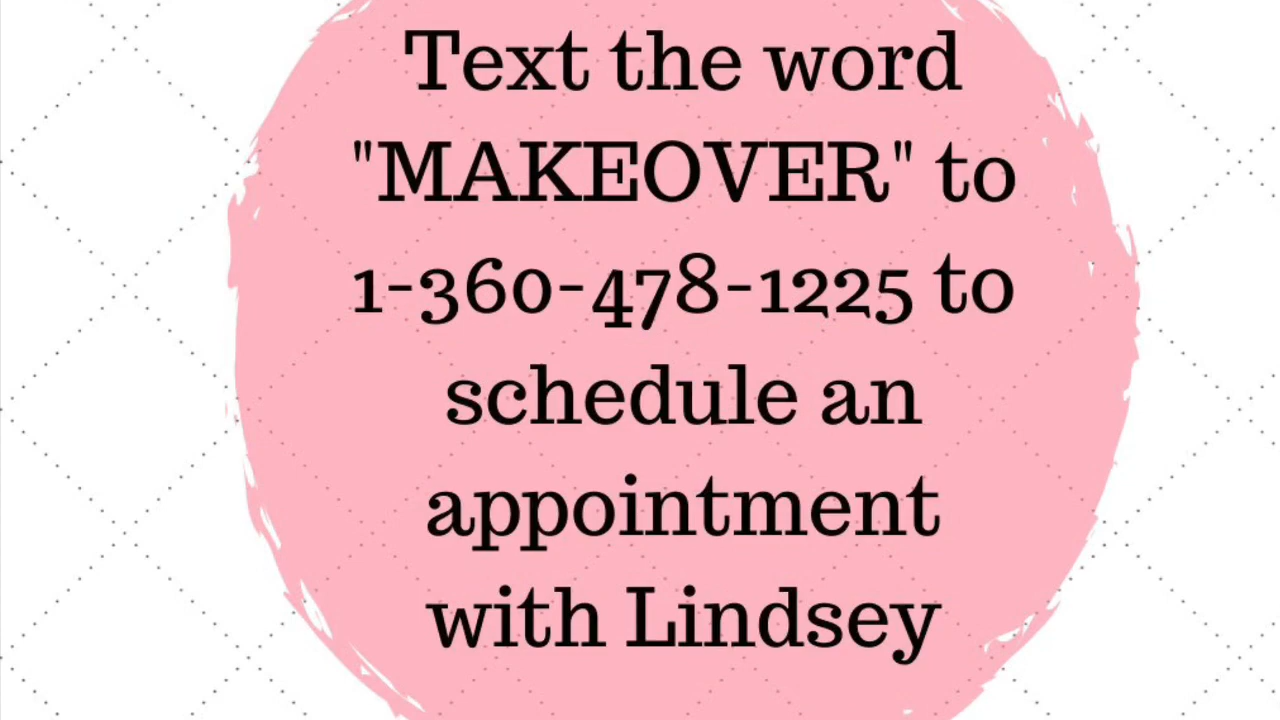 Text the word
"MAKEOVER" to
1-360-478-1225 to
schedule an
appointment
with Lindsey